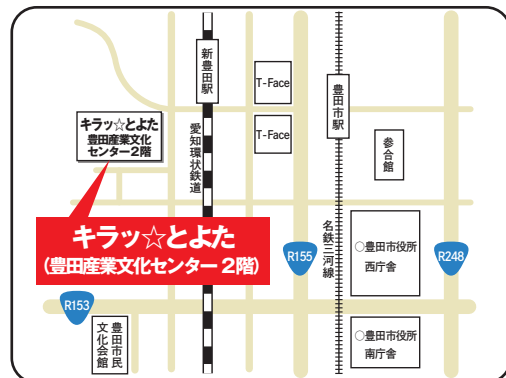 新豊田駅
T-Face
豊田市駅
キラッ☆とよた
豊田産業文化
センター2階
愛知環状鉄道
T-Face
参合館
キラッ☆とよた
(豊田産業文化センター 2階)
名鉄三河線
○豊田市役所
西庁舎
R155
R248
R153
豊田市民
文化会館
○豊田市役所
南庁舎